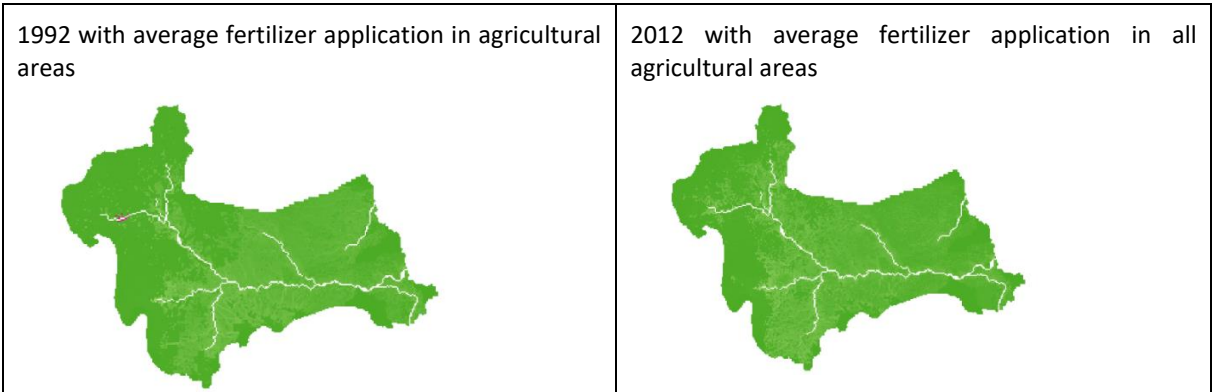 1992 with average fertilizer application in agricultural
areas
2012 with average fertilizer application in all
agricultural areas